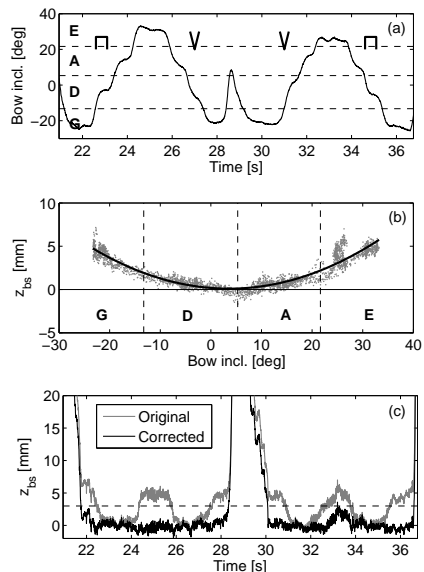 (a)
40
20
0
−20
Bow incl. [deg]
E
A
D
G
22 24 26 28 30 32 34 36
Time [s]
(b)
10
5
0
−5
z_bs [mm]
G D A E
−30 −20 −10 0 10 20 30 40
Bow incl. [deg]
(c)
20
15
10
5
0
z_bs [mm]
Original
Corrected
22 24 26 28 30 32 34 36
Time [s]